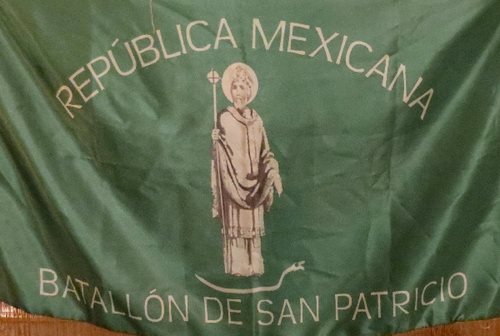 REPÚBLICA MEXICANA
BATALLÓN DE SAN PATRICIO